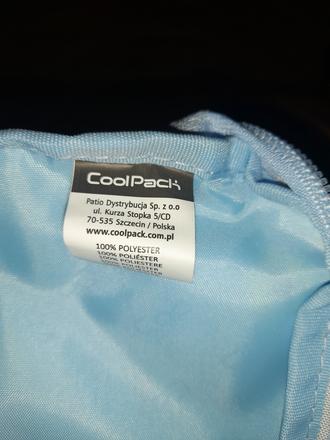 CoolPack
Patio Dystrybucja Sp. z o.o
ul. Kurza Stopka 5/CD
70-535 Szczecin / Polska
www.coolpack.com.pl
100% POLYESTER
100% POLIÉSTER
100% POLIESTERE